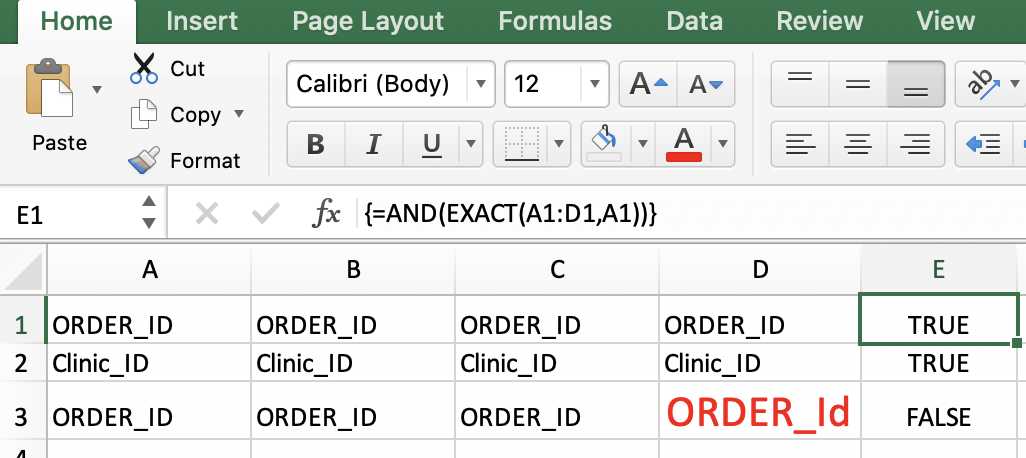 Home Insert Page Layout Formulas Data Review View
Cut
Calibri (Body) 12 A A ab
Copy
Paste
Format
B I U A
E1 fx {=AND(EXACT(A1:D1,A1))}
A B C D E
1 ORDER_ID ORDER_ID ORDER_ID ORDER_ID TRUE
2 Clinic_ID Clinic_ID Clinic_ID Clinic_ID TRUE
3 ORDER_ID ORDER_ID ORDER_ID ORDER_Id FALSE
4